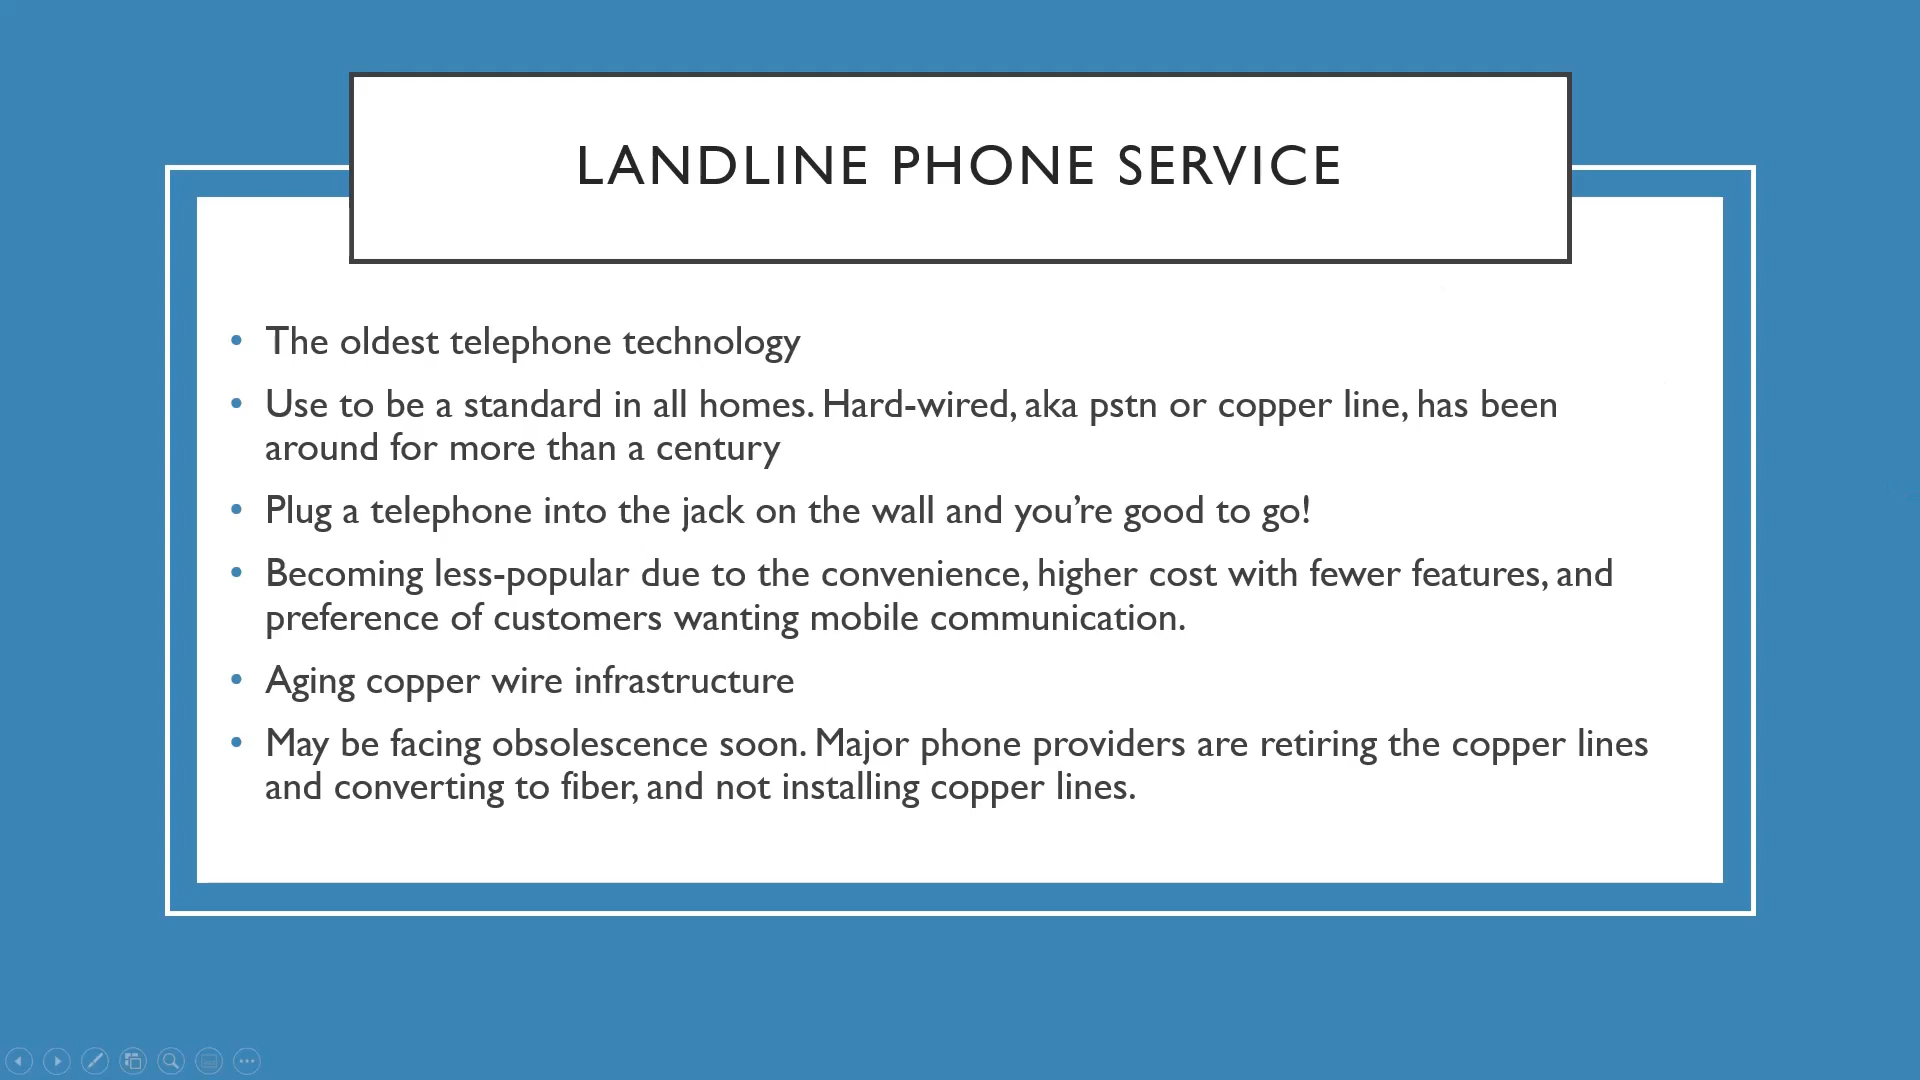 LANDLINE PHONE SERVICE
• The oldest telephone technology
• Use to be a standard in all homes. Hard-wired, aka pstn or copper line, has been
around for more than a century
• Plug a telephone into the jack on the wall and you’re good to go!
• Becoming less-popular due to the convenience, higher cost with fewer features, and
preference of customers wanting mobile communication.
• Aging copper wire infrastructure
• May be facing obsolescence soon. Major phone providers are retiring the copper lines
and converting to fiber, and not installing copper lines.